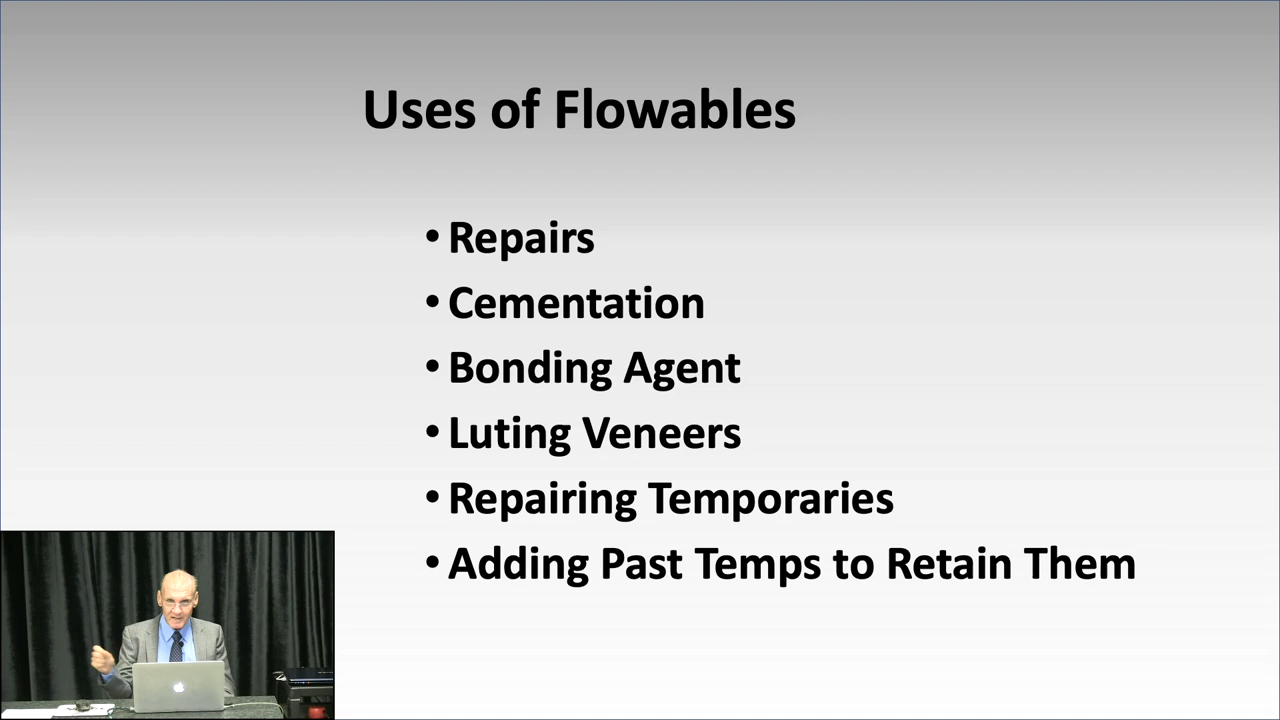 Uses of Flowables
• Repairs
• Cementation
• Bonding Agent
• Luting Veneers
• Repairing Temporaries
• Adding Past Temps to Retain Them